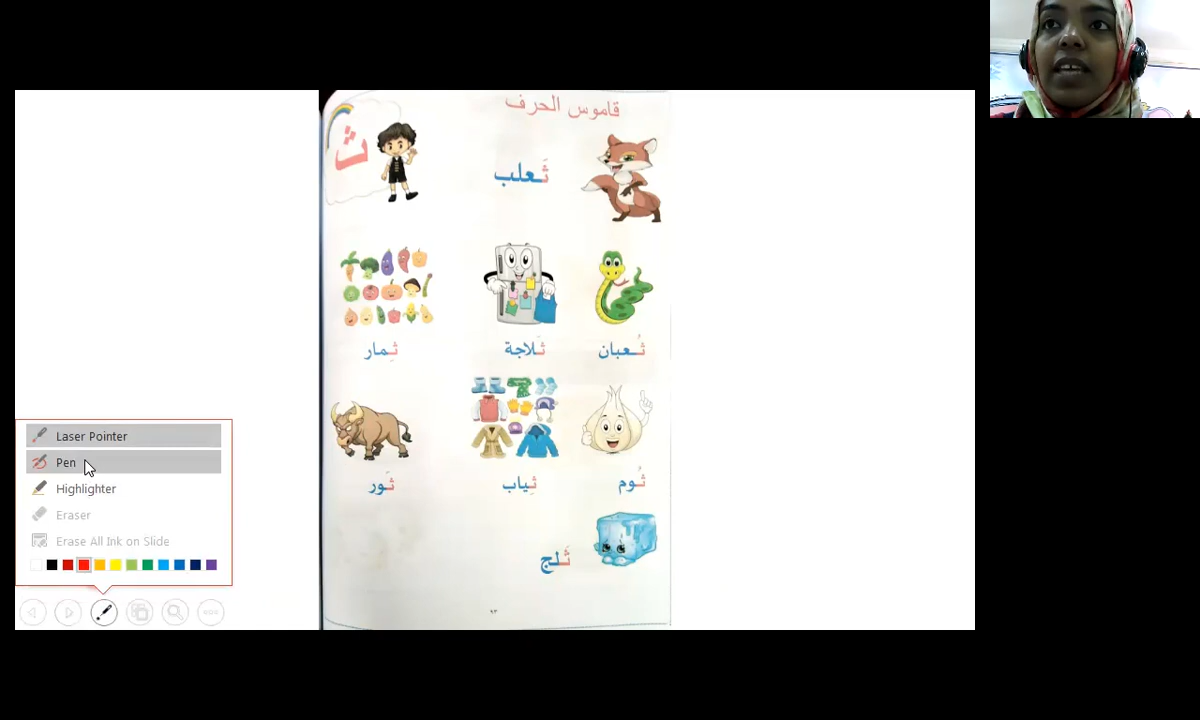 قاموس الحرف
ث
ثَعلب
ثُعبان
ثَلاجة
ثِمار
ثُوم
ثِياب
ثَور
ثَلج
٩٣
Laser Pointer
Pen
Highlighter
Eraser
Erase All Ink on Slide